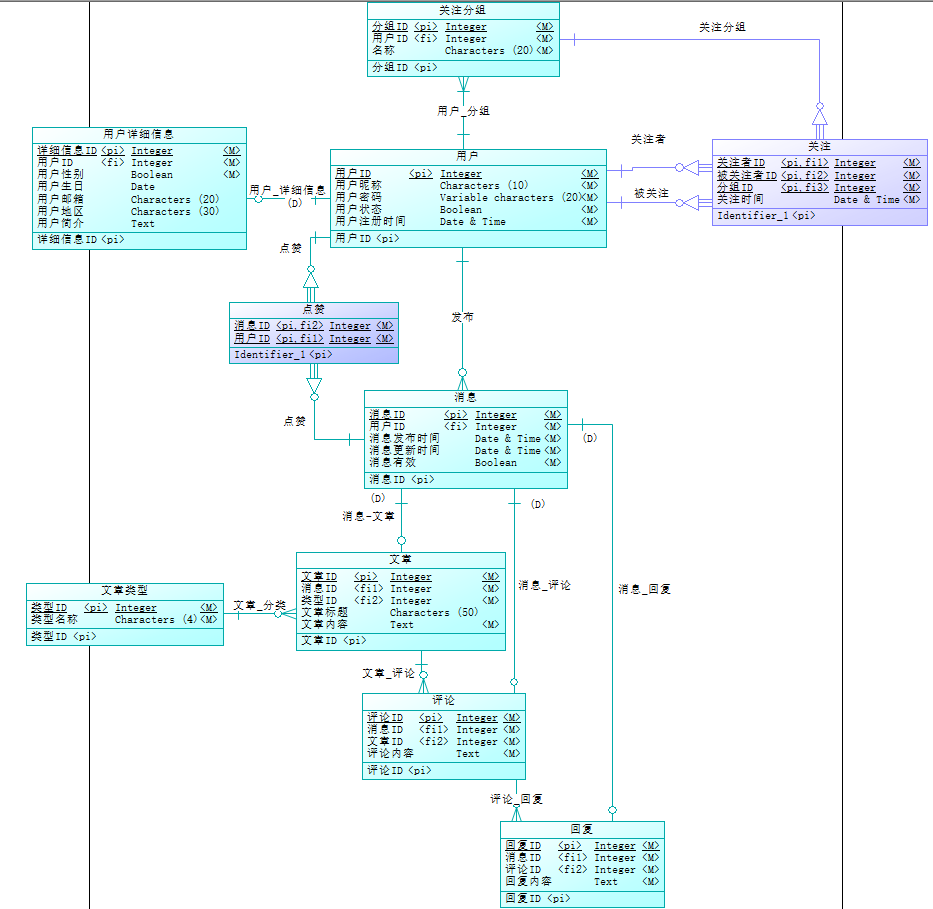 关注分组
分组ID <pi> Integer <M>
用户ID <fi> Integer <M>
名称 Characters (20) <M>
分组ID <pi>
关注分组
用户_分组
用户详细信息
详细信息ID <pi> Integer <M>
用户ID <fi> Integer <M>
用户性别 Boolean <M>
用户生日 Date
用户邮箱 Characters (20)
用户地区 Characters (30)
用户简介 Text
详细信息ID <pi>
用户_详细信息
(D)
用户
用户ID <pi> Integer <M>
用户昵称 Characters (10) <M>
用户密码 Variable characters (20) <M>
用户状态 Boolean <M>
用户注册时间 Date & Time <M>
用户ID <pi>
关注者
被关注
关注
关注者ID <pi,fi1> Integer <M>
被关注者ID <pi,fi2> Integer <M>
分组ID <pi,fi3> Integer <M>
关注时间 Date & Time <M>
Identifier_1 <pi>
点赞
点赞
消息ID <pi,fi2> Integer <M>
用户ID <pi,fi1> Integer <M>
Identifier_1 <pi>
点赞
发布
消息
消息ID <pi> Integer <M>
用户ID <fi> Integer <M>
消息发布时间 Date & Time <M>
消息更新时间 Date & Time <M>
消息有效 Boolean <M>
消息ID <pi>
(D)
(D)
(D)
消息-文章
消息_评论
消息_回复
文章
文章ID <pi> Integer <M>
消息ID <fi1> Integer <M>
类型ID <fi2> Integer <M>
文章标题 Characters (50)
文章内容 Text <M>
文章ID <pi>
文章类型
类型ID <pi> Integer <M>
类型名称 Characters (4) <M>
类型ID <pi>
文章_分类
文章_评论
评论
评论ID <pi> Integer <M>
消息ID <fi1> Integer <M>
文章ID <fi2> Integer <M>
评论内容 Text <M>
评论ID <pi>
评论_回复
回复
回复ID <pi> Integer <M>
消息ID <fi1> Integer <M>
评论ID <fi2> Integer <M>
回复内容 Text <M>
回复ID <pi>